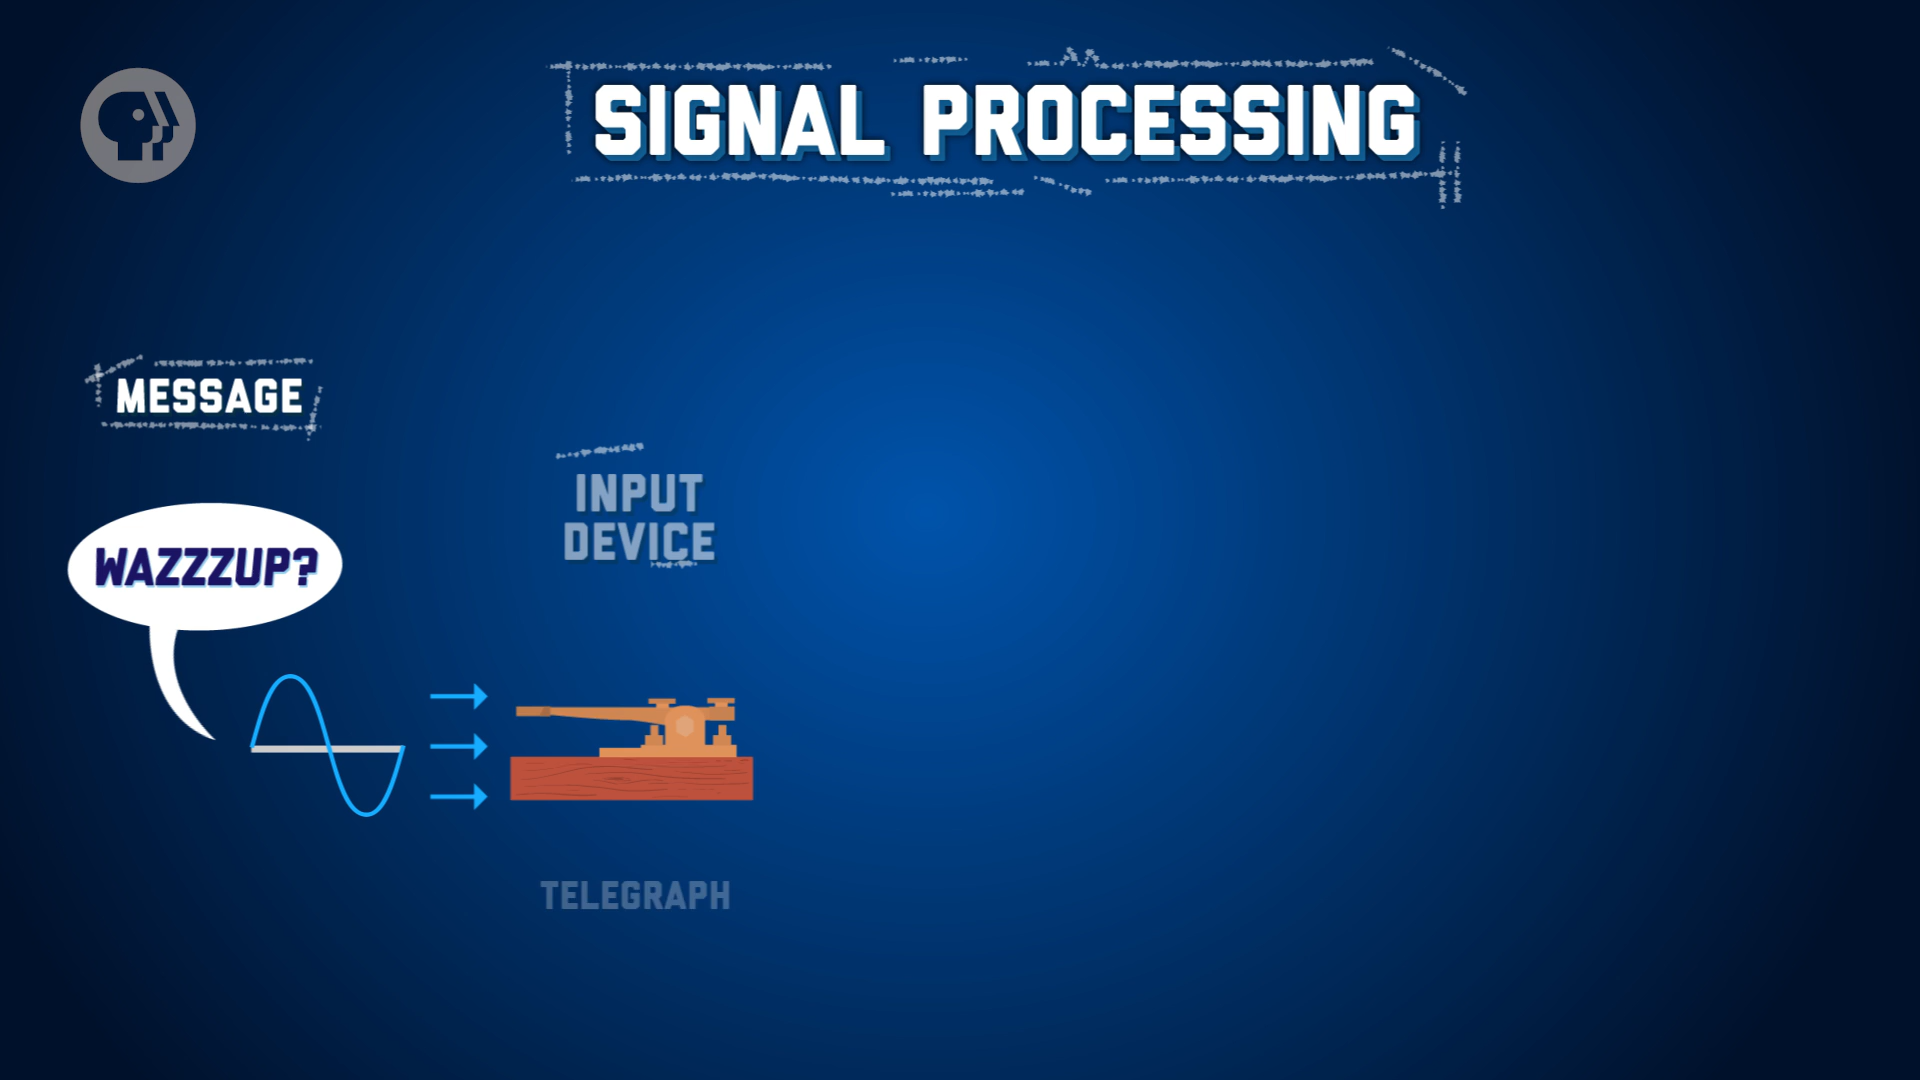 SIGNAL PROCESSING
MESSAGE
WAZZZUP?
INPUT
DEVICE
TELEGRAPH